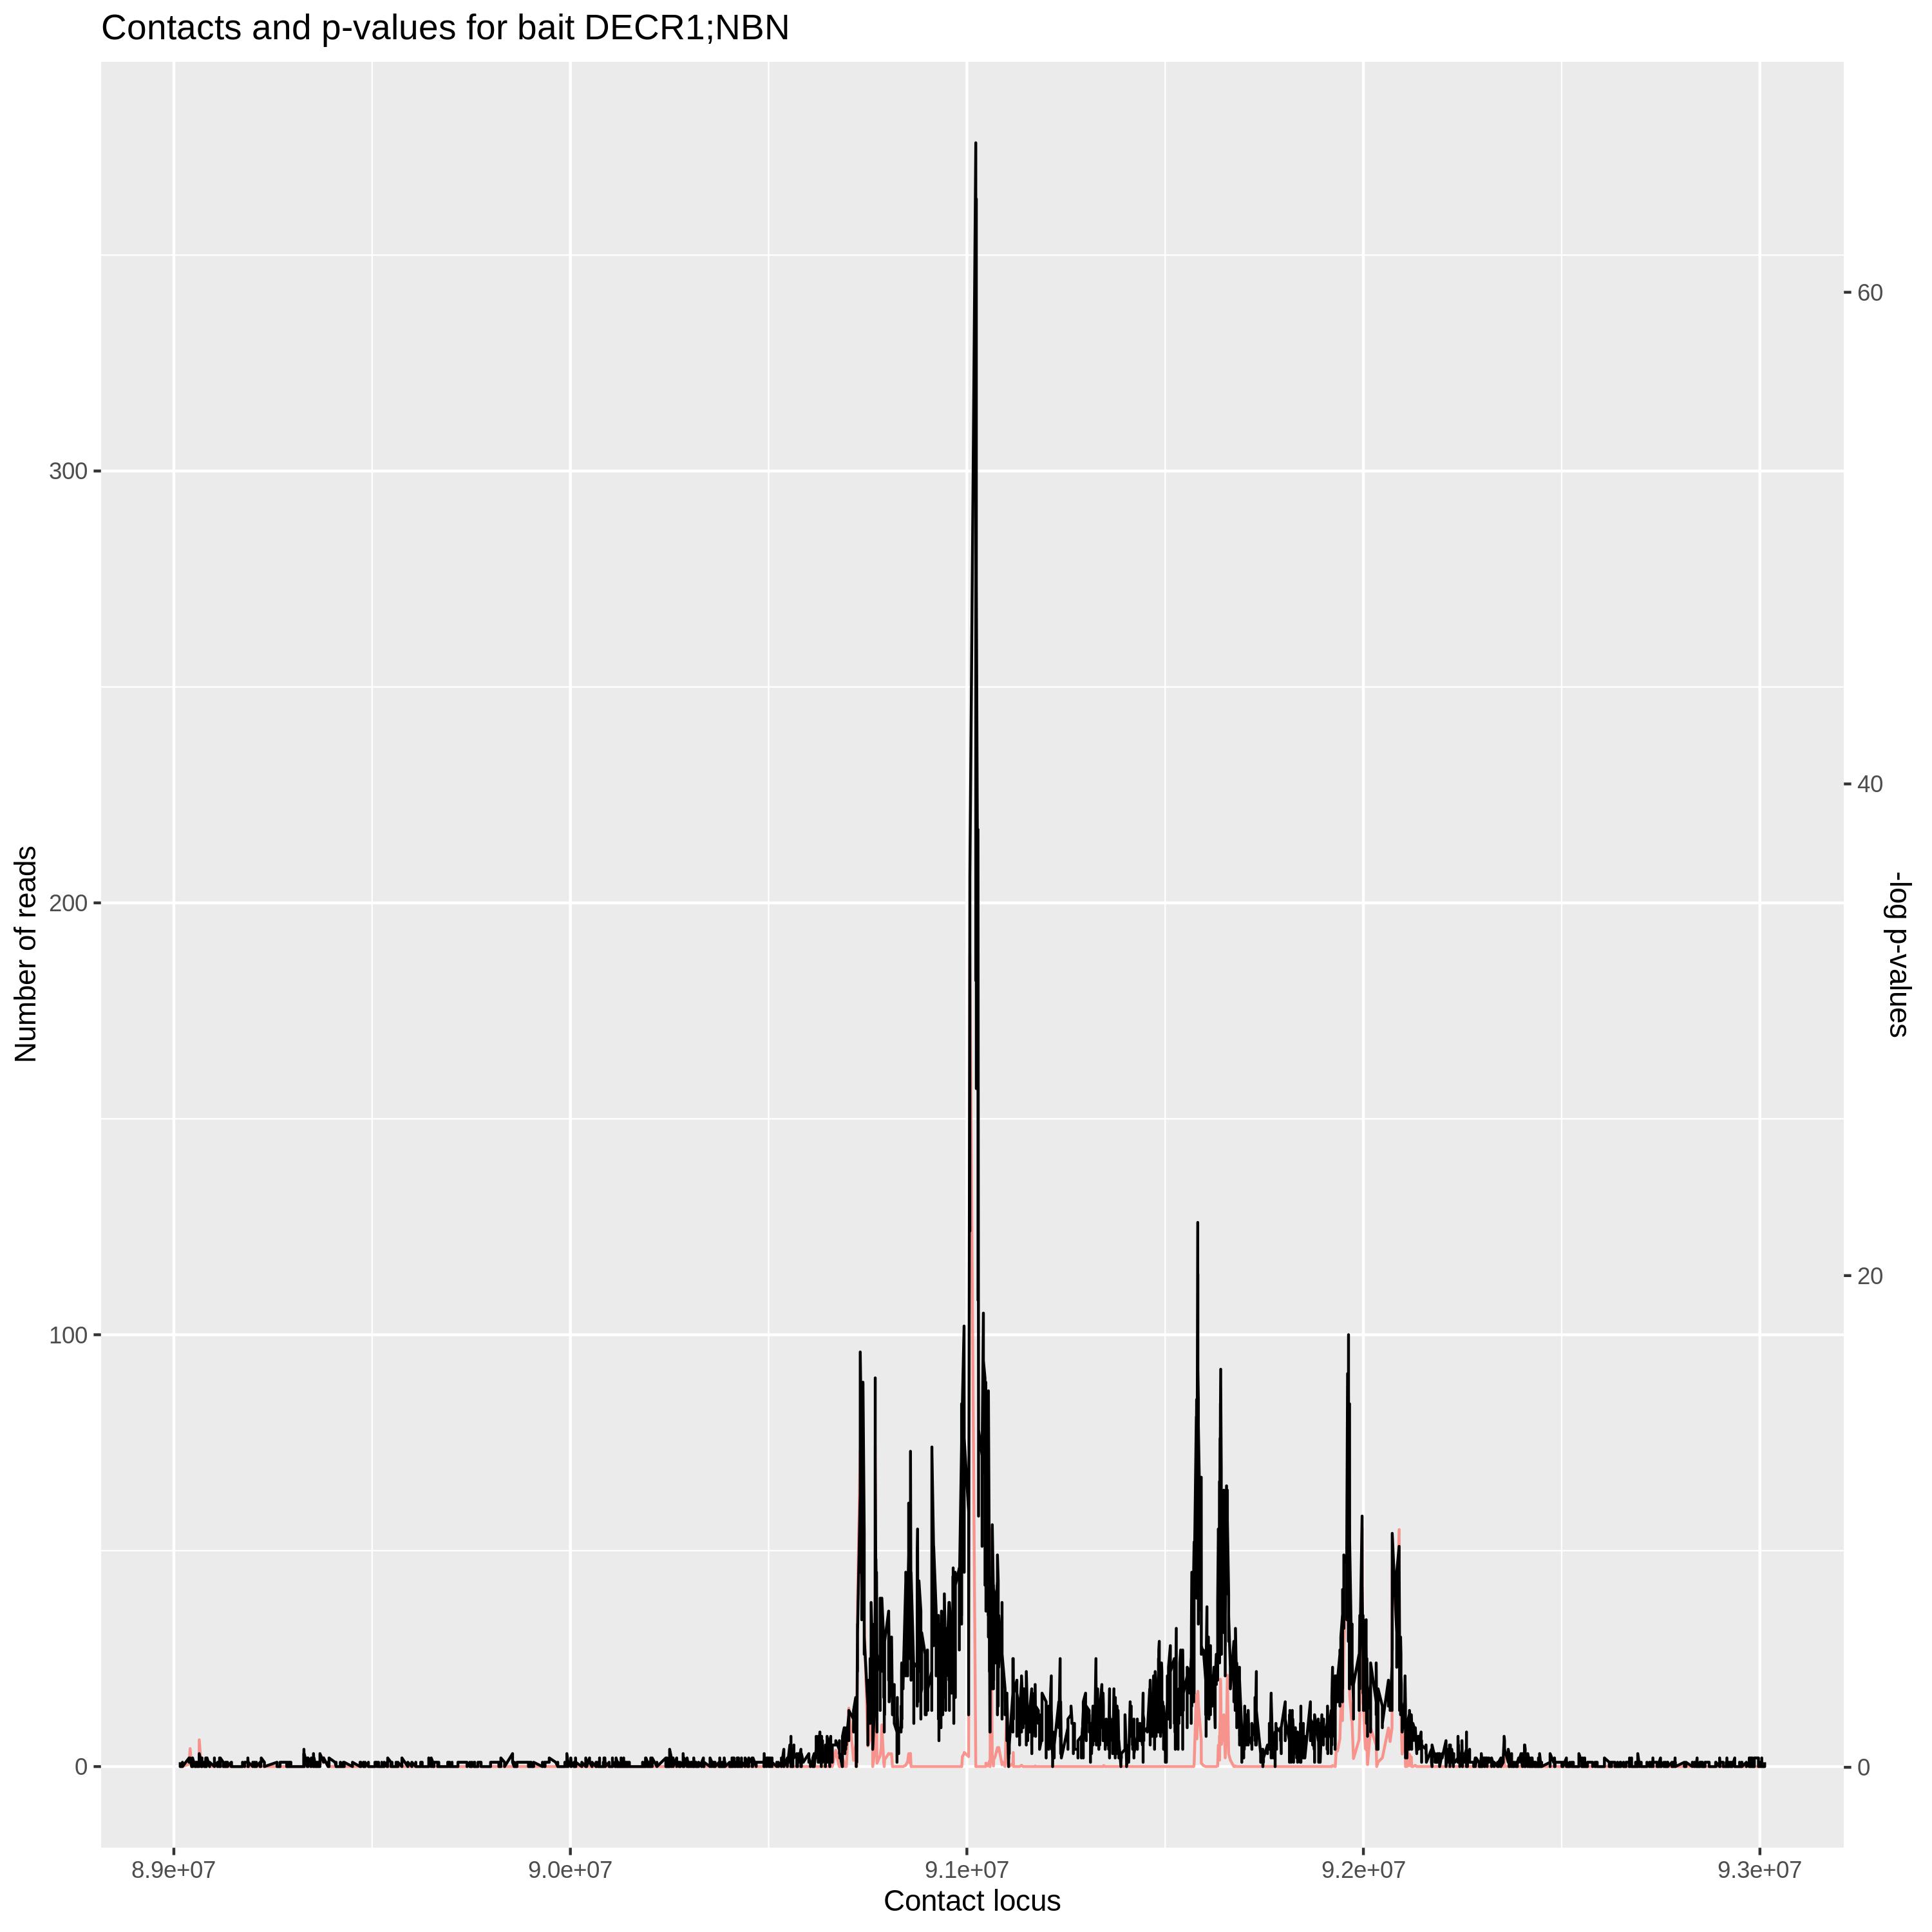 Contacts and p-values for bait DECR1;NBN
300
200
100
0
Number of reads
60
40
20
0
-log p-values
8.9e+07
9.0e+07
9.1e+07
9.2e+07
9.3e+07
Contact locus